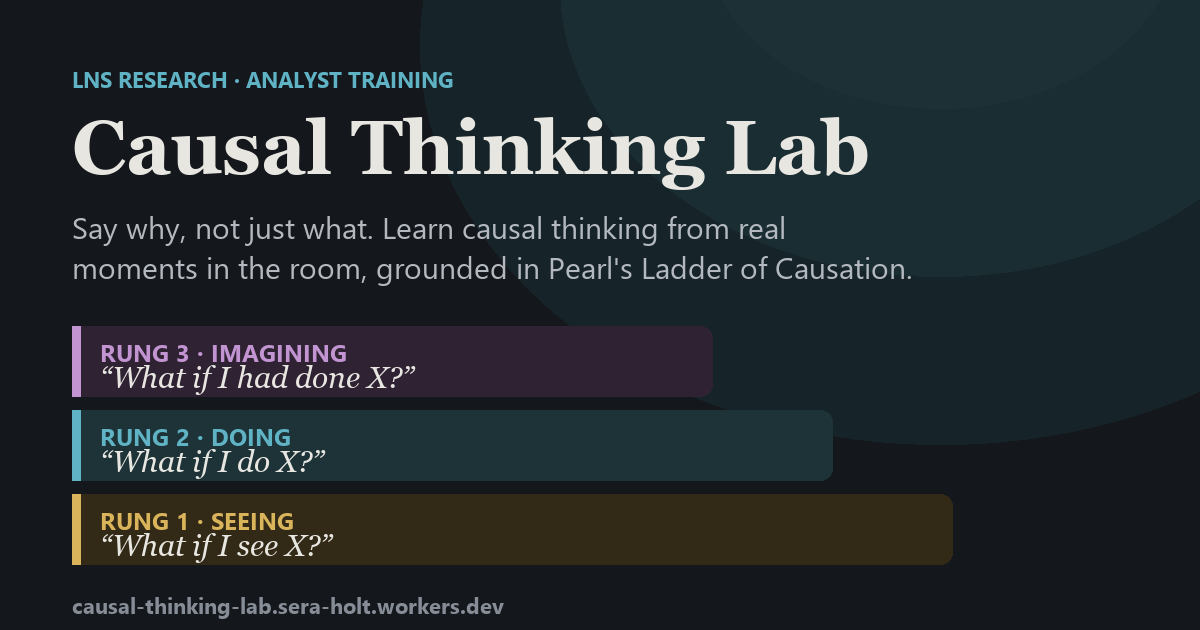 LNS RESEARCH · ANALYST TRAINING
Causal Thinking Lab
Say why, not just what. Learn causal thinking from real
moments in the room, grounded in Pearl's Ladder of Causation.
RUNG 3 · IMAGINING
“What if I had done X?”
RUNG 2 · DOING
“What if I do X?”
RUNG 1 · SEEING
“What if I see X?”
causal-thinking-lab.sera-holt.workers.dev